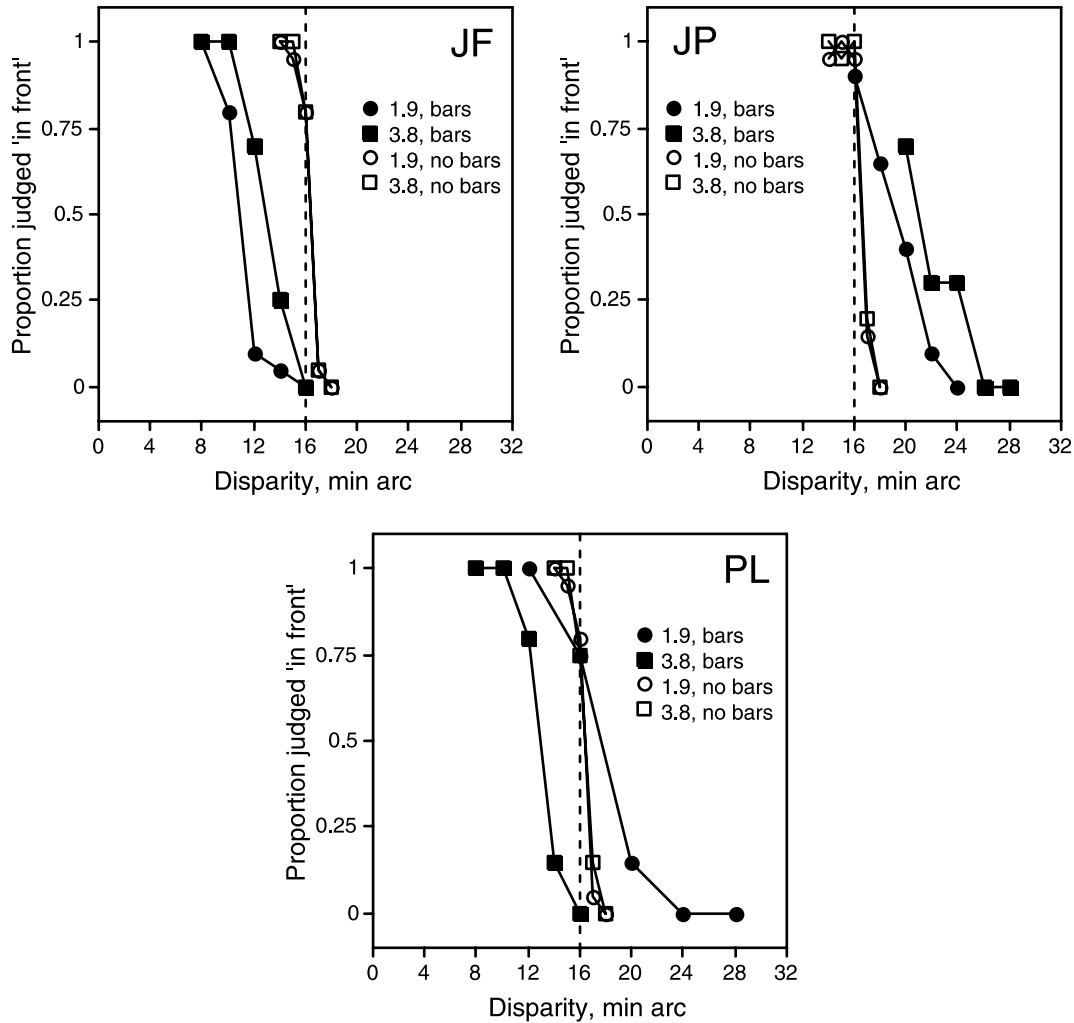 JF
1
0.75
0.5
0.25
0
Proportion judged 'in front'
1.9, bars
3.8, bars
1.9, no bars
3.8, no bars
0 4 8 12 16 20 24 28 32
Disparity, min arc
JP
1
0.75
0.5
0.25
0
Proportion judged 'in front'
1.9, bars
3.8, bars
1.9, no bars
3.8, no bars
0 4 8 12 16 20 24 28 32
Disparity, min arc
PL
1
0.75
0.5
0.25
0
Proportion judged 'in front'
1.9, bars
3.8, bars
1.9, no bars
3.8, no bars
0 4 8 12 16 20 24 28 32
Disparity, min arc